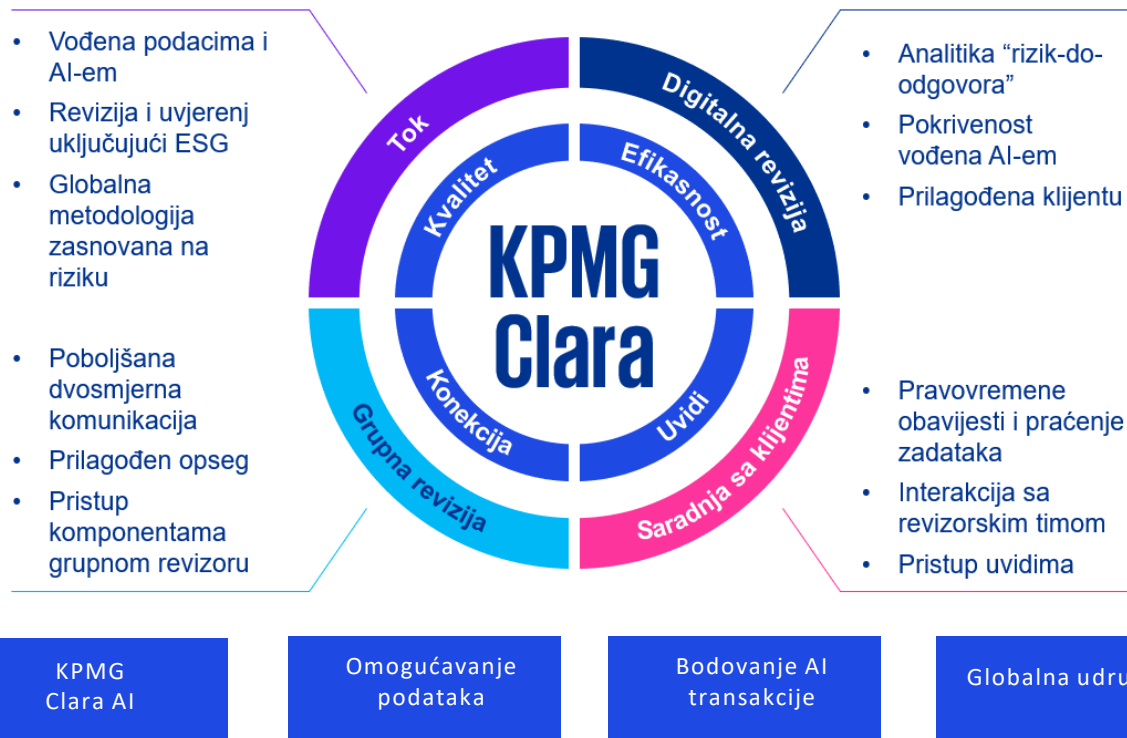 • Vođena podacima i
AI-em
• Revizija i uvjerenj
uključujući ESG
• Globalna
metodologija
zasnovana na
riziku
• Poboljšana
dvosmjerna
komunikacija
• Prilagođen opseg
• Pristup
komponentama
grupnom revizoru
Tok
Digitalna revizija
Kvalitet
Efikasnost
KPMG
Clara
Konekcija
Uvidi
Grupna revizija
Saradnja sa klijentima
• Analitika “rizik-do-
odgovora”
• Pokrivenost
vođena AI-em
• Prilagođena klijentu
• Pravovremene
obavijesti i praćenje
zadataka
• Interakcija sa
revizorskim timom
• Pristup uvidima
KPMG
Clara AI
Omogućavanje
podataka
Bodovanje AI
transakcije
Globalna udru